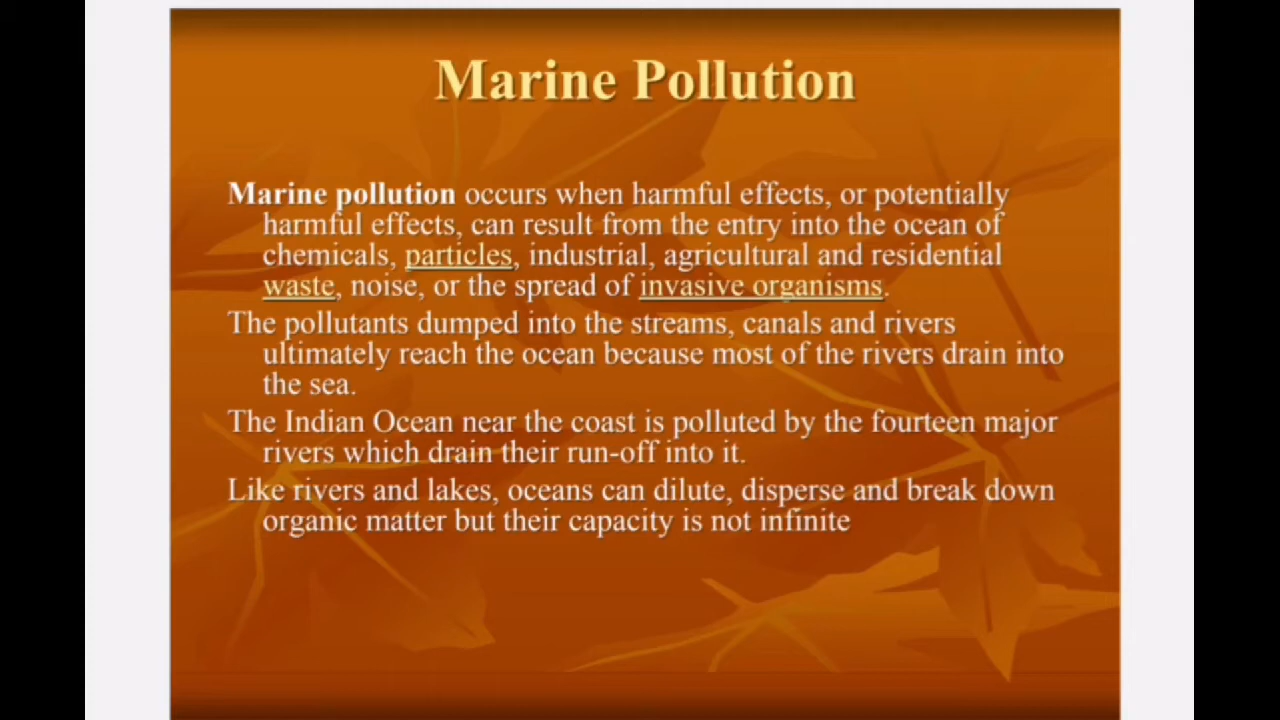 Marine Pollution
Marine pollution occurs when harmful effects, or potentially
harmful effects, can result from the entry into the ocean of
chemicals, particles, industrial, agricultural and residential
waste, noise, or the spread of invasive organisms.
The pollutants dumped into the streams, canals and rivers
ultimately reach the ocean because most of the rivers drain into
the sea.
The Indian Ocean near the coast is polluted by the fourteen major
rivers which drain their run-off into it.
Like rivers and lakes, oceans can dilute, disperse and break down
organic matter but their capacity is not infinite